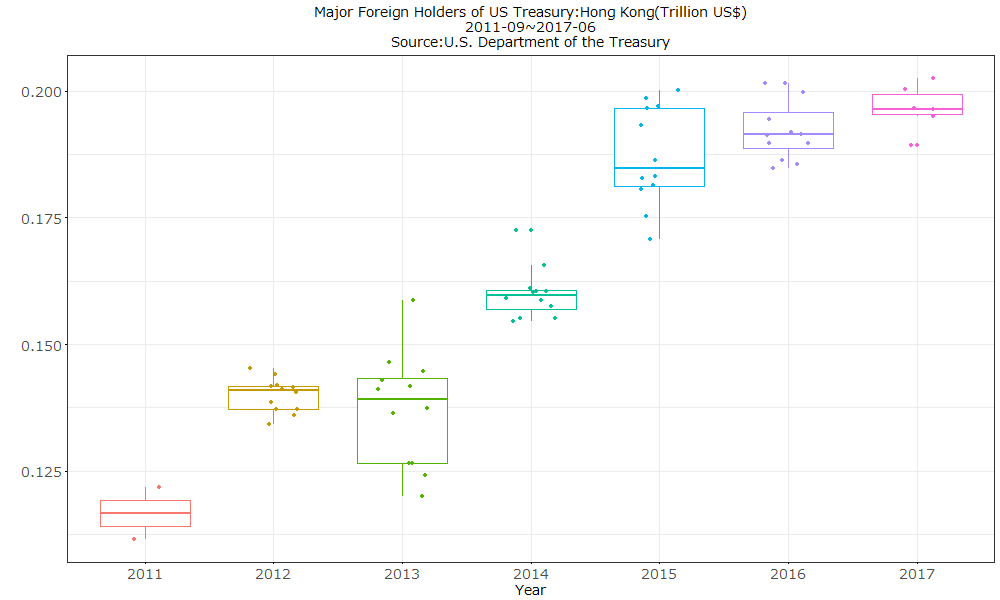 Major Foreign Holders of US Treasury:Hong Kong(Trillion US$)
2011-09~2017-06
Source:U.S. Department of the Treasury
0.200
0.175
0.150
0.125
2011 2012 2013 2014 2015 2016 2017
Year